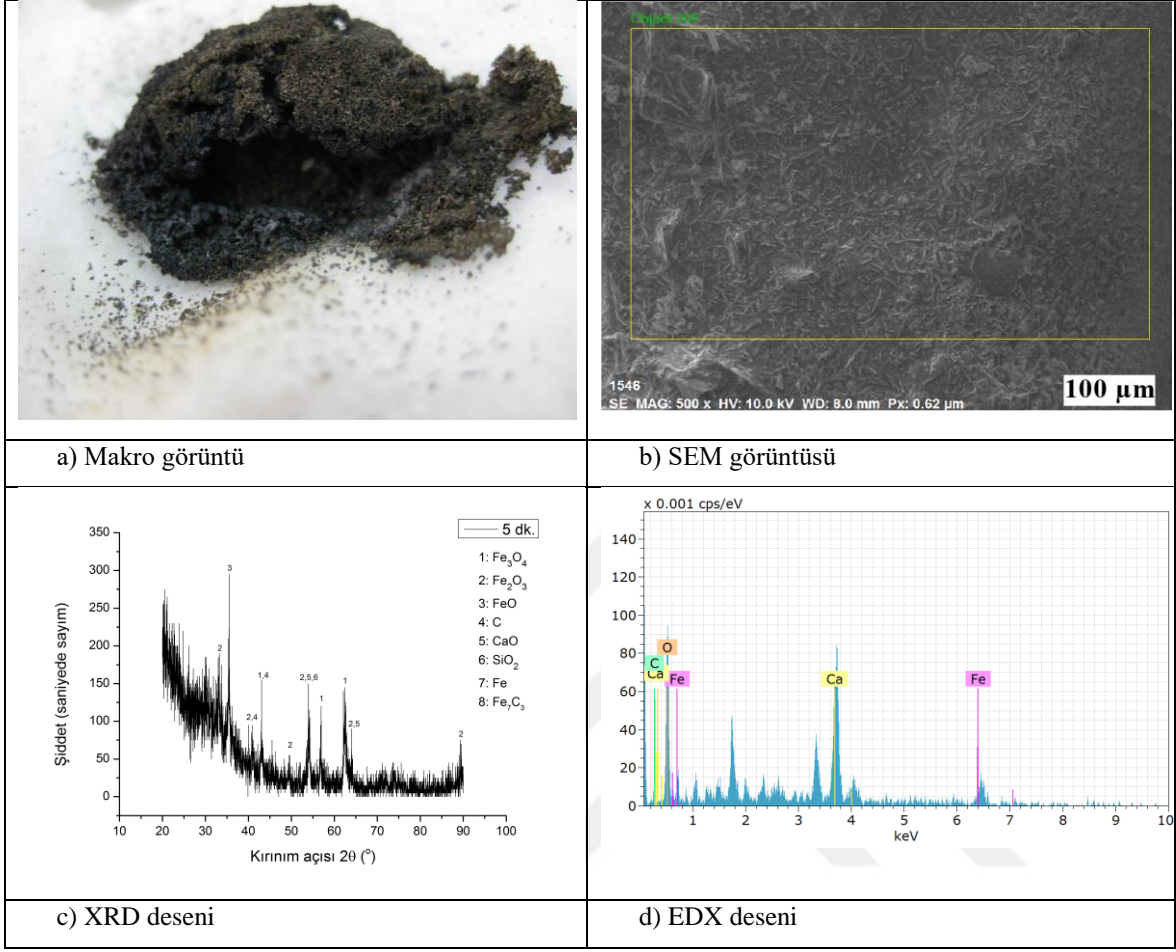 1546
SE MAG: 500 x HV: 10.0 kV WD: 8.0 mm Px: 0.62 µm
100 µm
a) Makro görüntü
b) SEM görüntüsü
350
300
250
200
150
100
50
0
Şiddet (saniyede sayım)
5 dk.
1: Fe₃O₄
2: Fe₂O₃
3: FeO
4: C
5: CaO
6: SiO₂
7: Fe
8: Fe₇C₃
3
2
2,4
1,4
2
2,5,6
1
1
2,5
2
10 20 30 40 50 60 70 80 90 100
Kırınım açısı 2θ (°)
x 0.001 cps/eV
140
120
100
80
60
40
20
0
O
C
Ca
Fe
Ca
Fe
1 2 3 4 5 6 7 8 9 10
keV
c) XRD deseni
d) EDX deseni